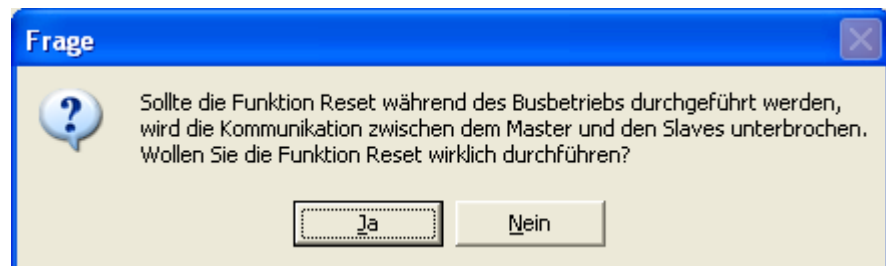 Frage
Sollte die Funktion Reset während des Busbetriebs durchgeführt werden,
wird die Kommunikation zwischen dem Master und den Slaves unterbrochen.
Wollen Sie die Funktion Reset wirklich durchführen?
Ja
Nein